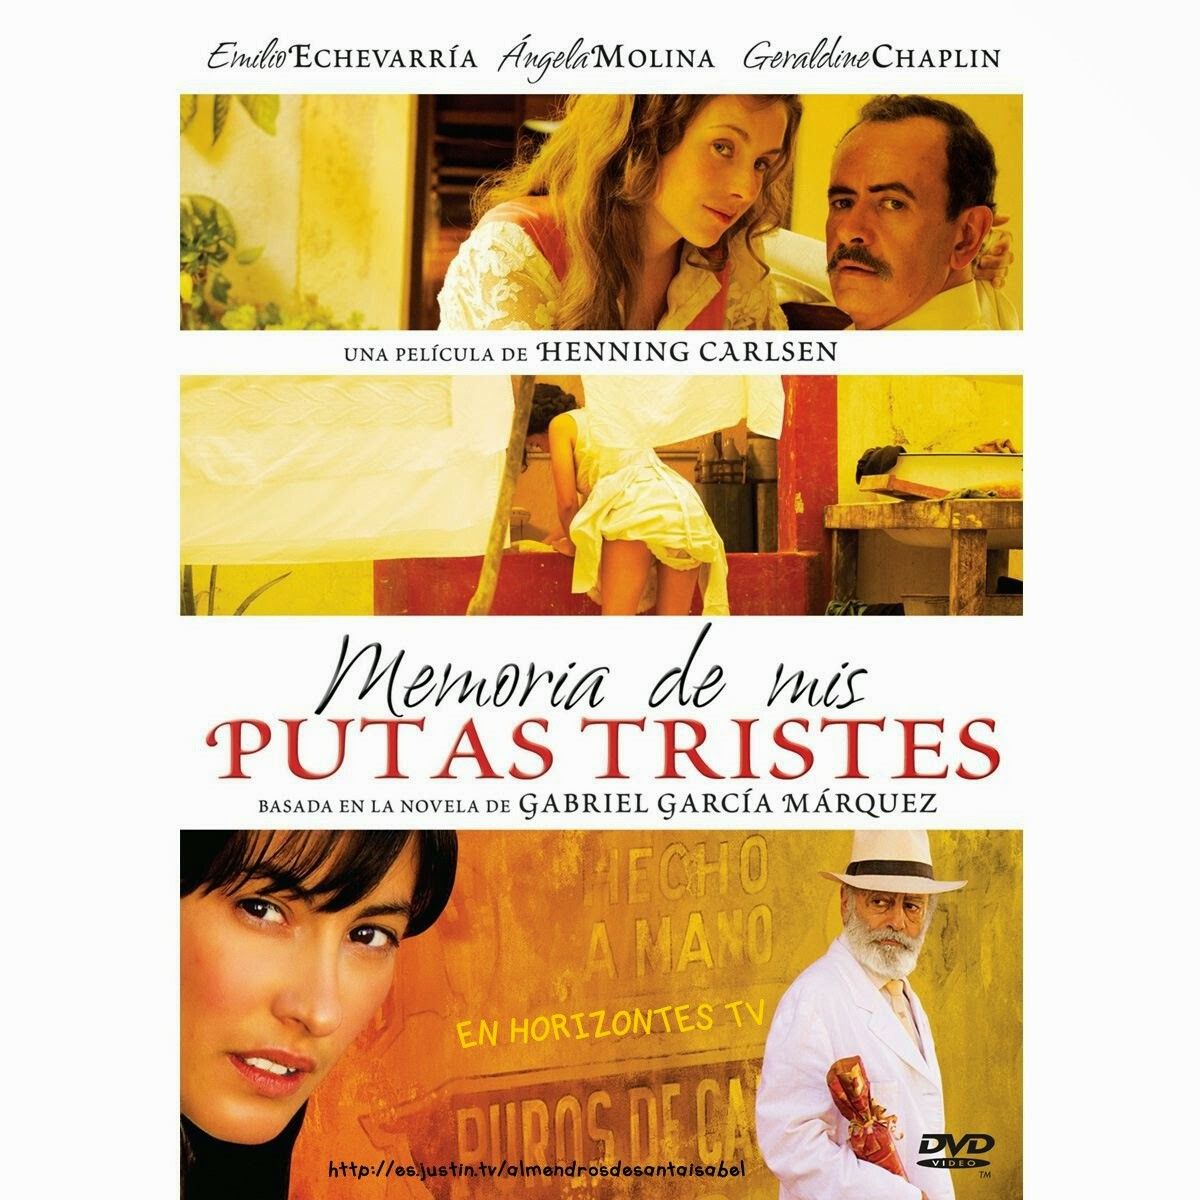 Emilio ECHEVARRÍA Ángela MOLINA Geraldine CHAPLIN
UNA PELÍCULA DE HENNING CARLSEN
Memoria de mis
PUTAS TRISTES
BASADA EN LA NOVELA DE GABRIEL GARCÍA MÁRQUEZ
HECHO
A MANO
EN HORIZONTES TV
PUROS DE CA
http://es.justin.tv/almendrosdesantaisabel
DVD
VIDEO
TM